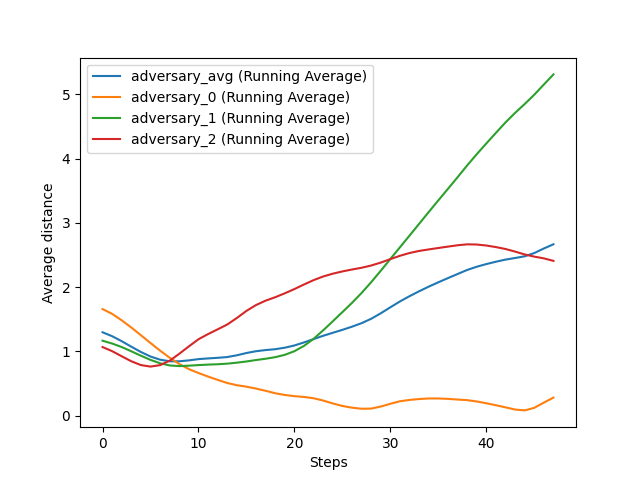 adversary_avg (Running Average)
adversary_0 (Running Average)
adversary_1 (Running Average)
adversary_2 (Running Average)
Average distance
5
4
3
2
1
0
0 10 20 30 40
Steps